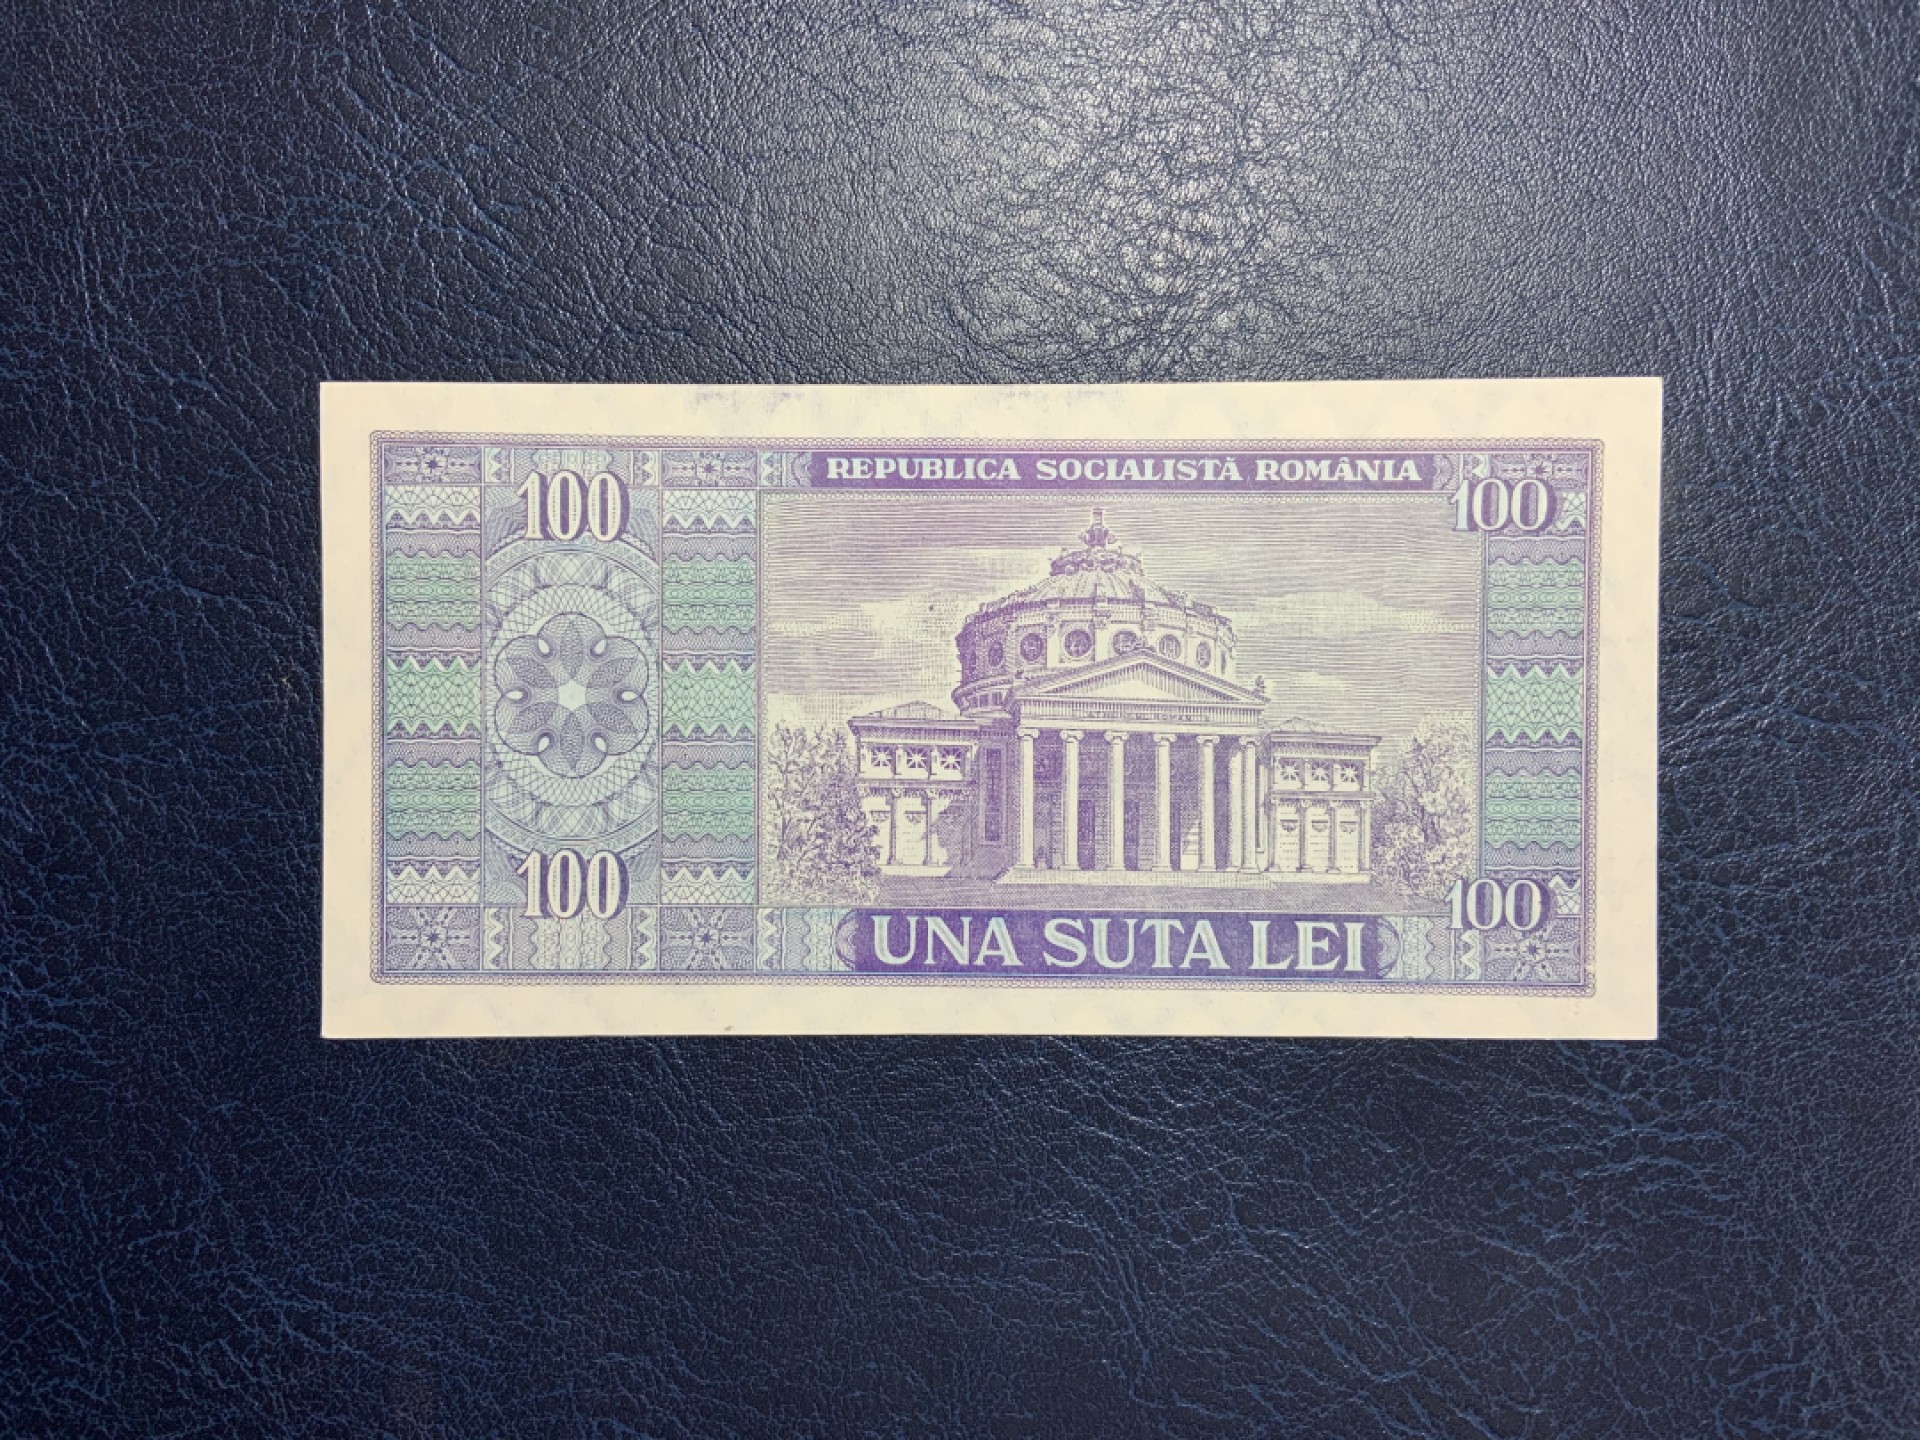 REPUBLICA SOCIALISTĂ ROMÂNIA
100
100
100
100
UNA SUTA LEI